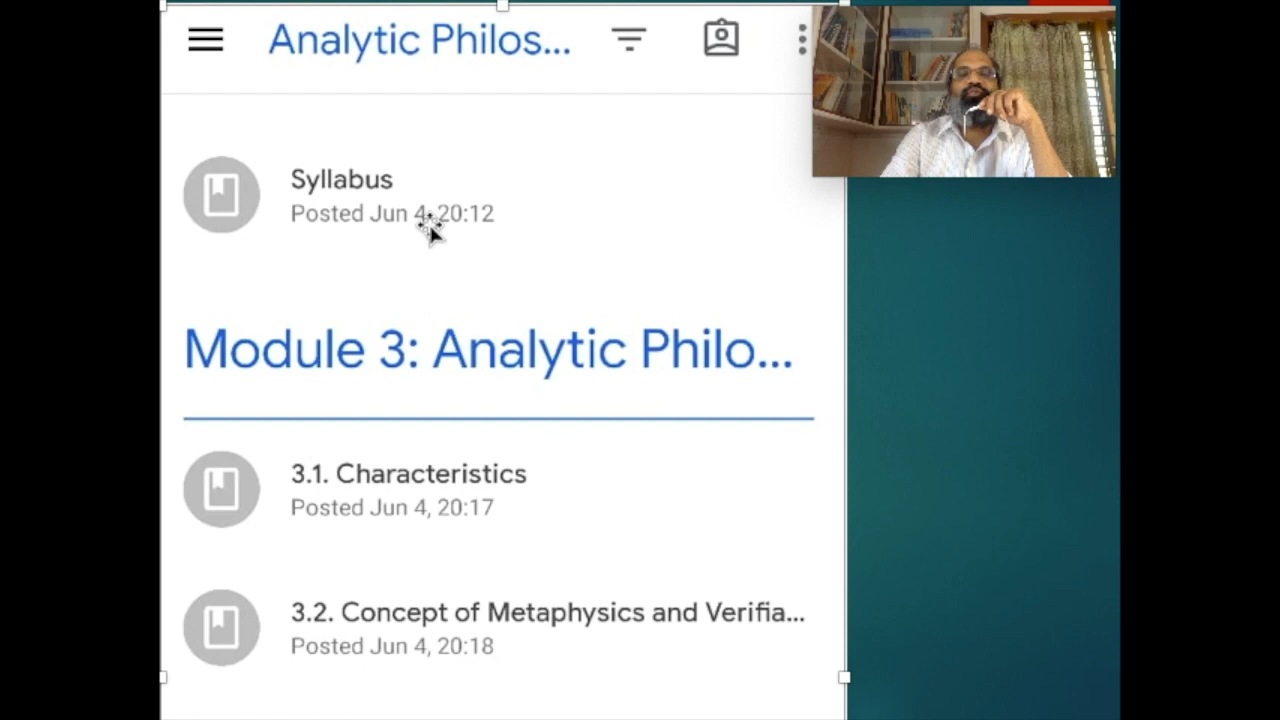 Analytic Philos...
Syllabus
Posted Jun 4, 20:12
Module 3: Analytic Philo...
3.1. Characteristics
Posted Jun 4, 20:17
3.2. Concept of Metaphysics and Verifia...
Posted Jun 4, 20:18